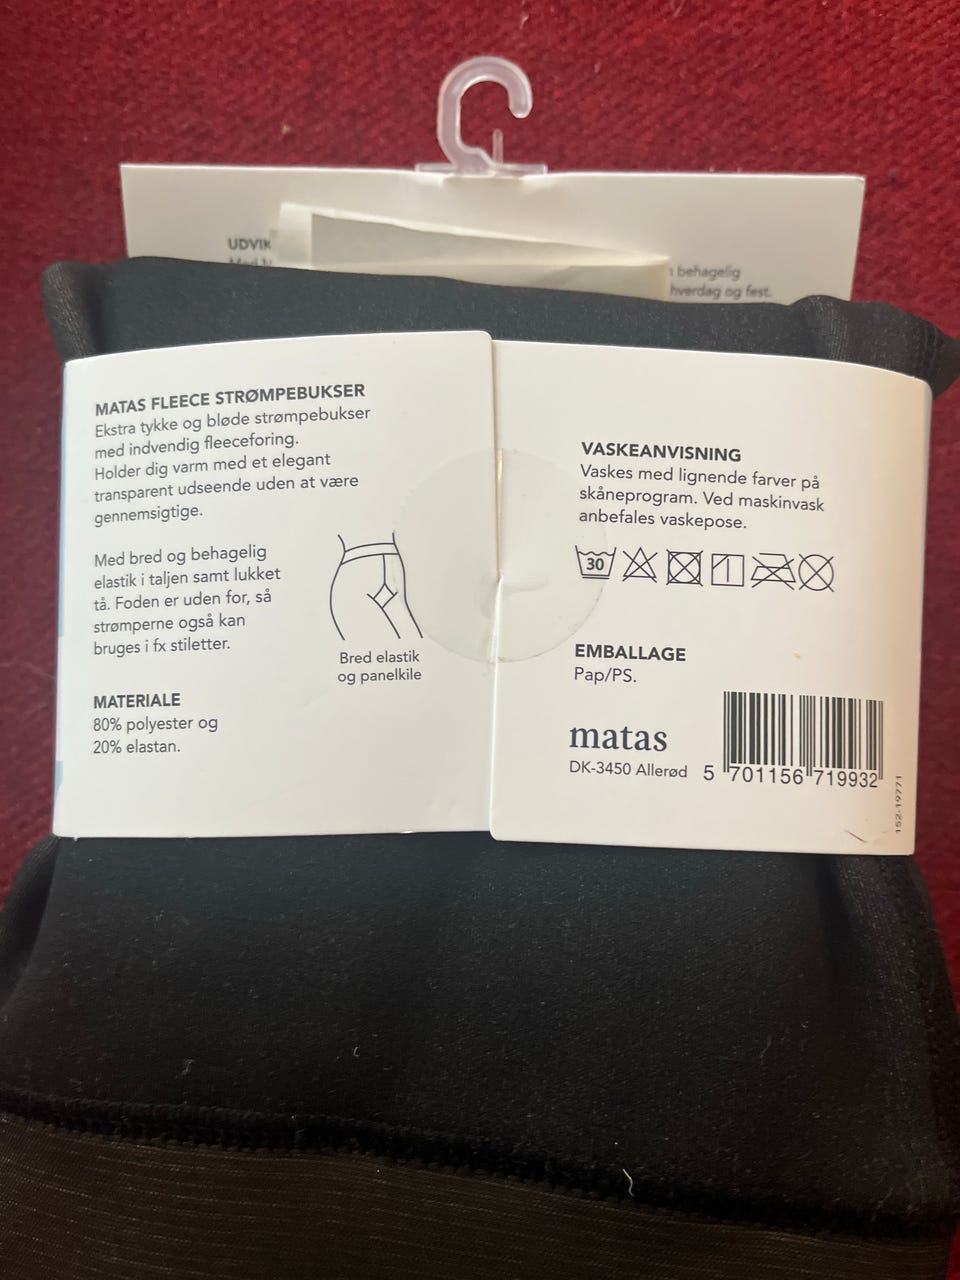 UDVIK
behagelig
hverdag og fest.
MATAS FLEECE STRØMPEBUKSER
Ekstra tykke og bløde strømpebukser
med indvendig fleeceforing.
Holder dig varm med et elegant
transparent udseende uden at være
gennemsigtige.
Med bred og behagelig
elastik i taljen samt lukket
tå. Foden er uden for, så
strømperne også kan
bruges i fx stiletter.
Bred elastik
og panelkile
MATERIALE
80% polyester og
20% elastan.
VASKEANVISNING
Vaskes med lignende farver på
skåneprogram. Ved maskinvask
anbefales vaskepose.
30
EMBALLAGE
Pap/PS.
matas
DK-3450 Allerød
5 701156 719932
152-19771